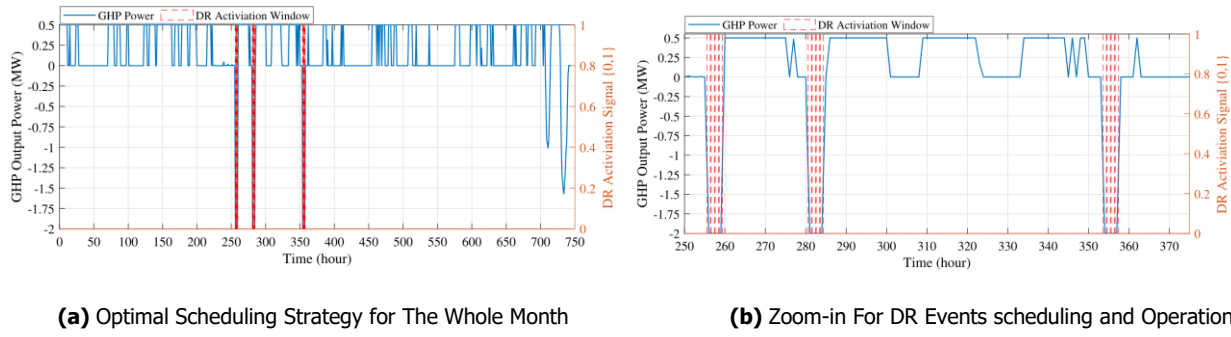 GHP Power DR Activiation Window
0.5
0.25
0
-0.25
-0.5
-0.75
-1
-1.25
-1.5
-1.75
-2
GHP Output Power (MW)
1
0.8
0.6
0.4
0.2
0
DR Activiation Signal {0,1}
0 50 100 150 200 250 300 350 400 450 500 550 600 650 700 750
Time (hour)
(a) Optimal Scheduling Strategy for The Whole Month
GHP Power DR Activiation Window
0.5
0.25
0
-0.25
-0.5
-0.75
-1
-1.25
-1.5
-1.75
-2
GHP Output Power (MW)
1
0.8
0.6
0.4
0.2
0
DR Activiation Signal {0,1}
250 260 270 280 290 300 310 320 330 340 350 360 370
Time (hour)
(b) Zoom-in For DR Events scheduling and Operation